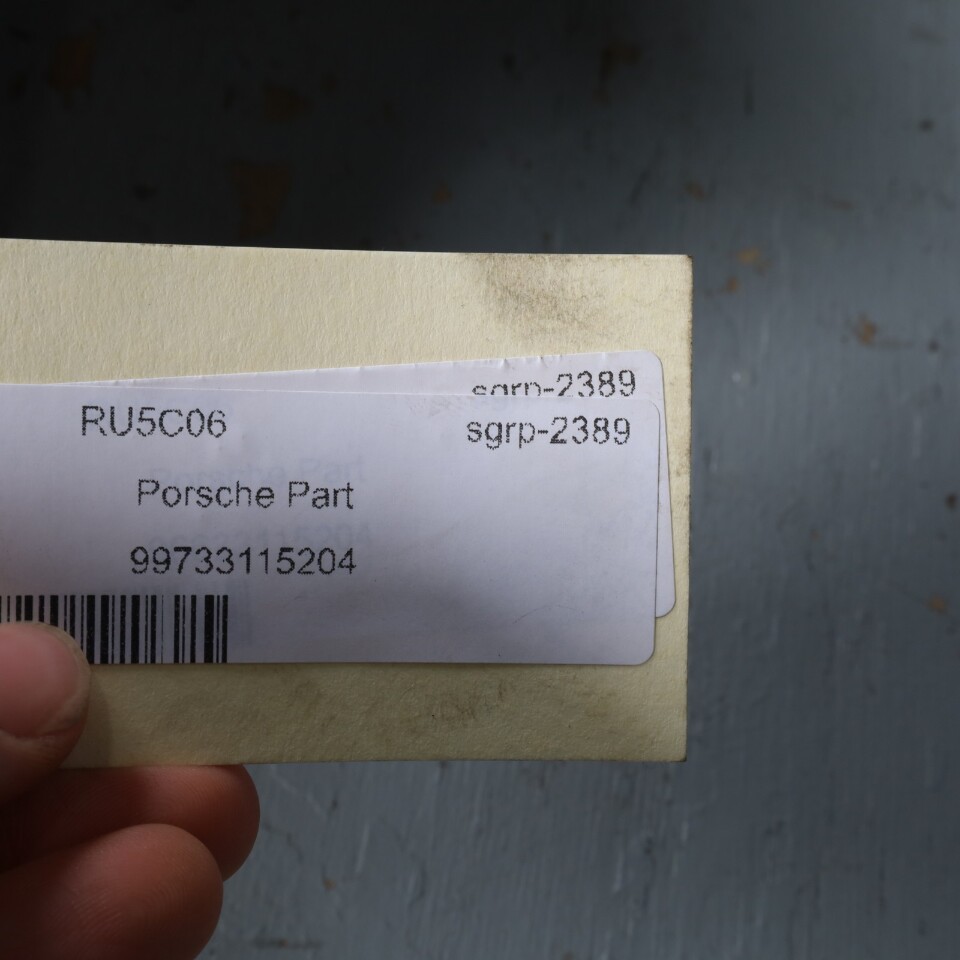 sgrp-2389
RU5C06
sgrp-2389
Porsche Part
99733115204